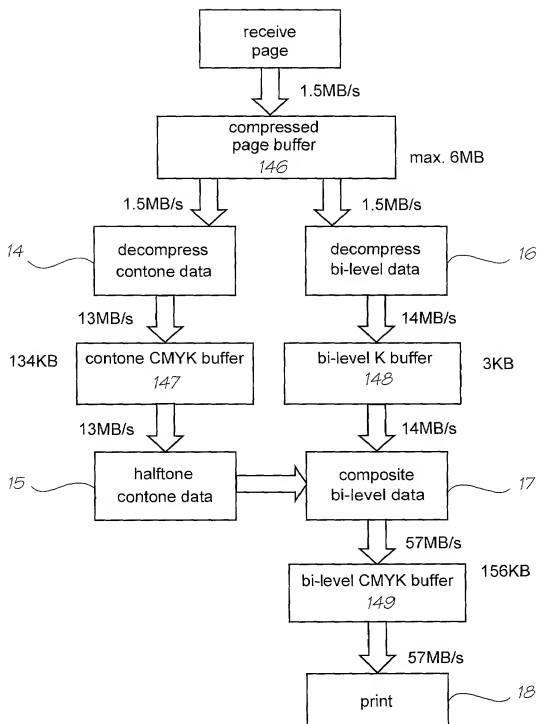 receive
page
1.5MB/s
compressed
page buffer
146
max. 6MB
1.5MB/s
1.5MB/s
14
decompress
contone data
decompress
bi-level data
16
13MB/s
14MB/s
134KB
contone CMYK buffer
147
bi-level K buffer
148
3KB
13MB/s
14MB/s
15
halftone
contone data
composite
bi-level data
17
57MB/s
bi-level CMYK buffer
149
156KB
57MB/s
print
18